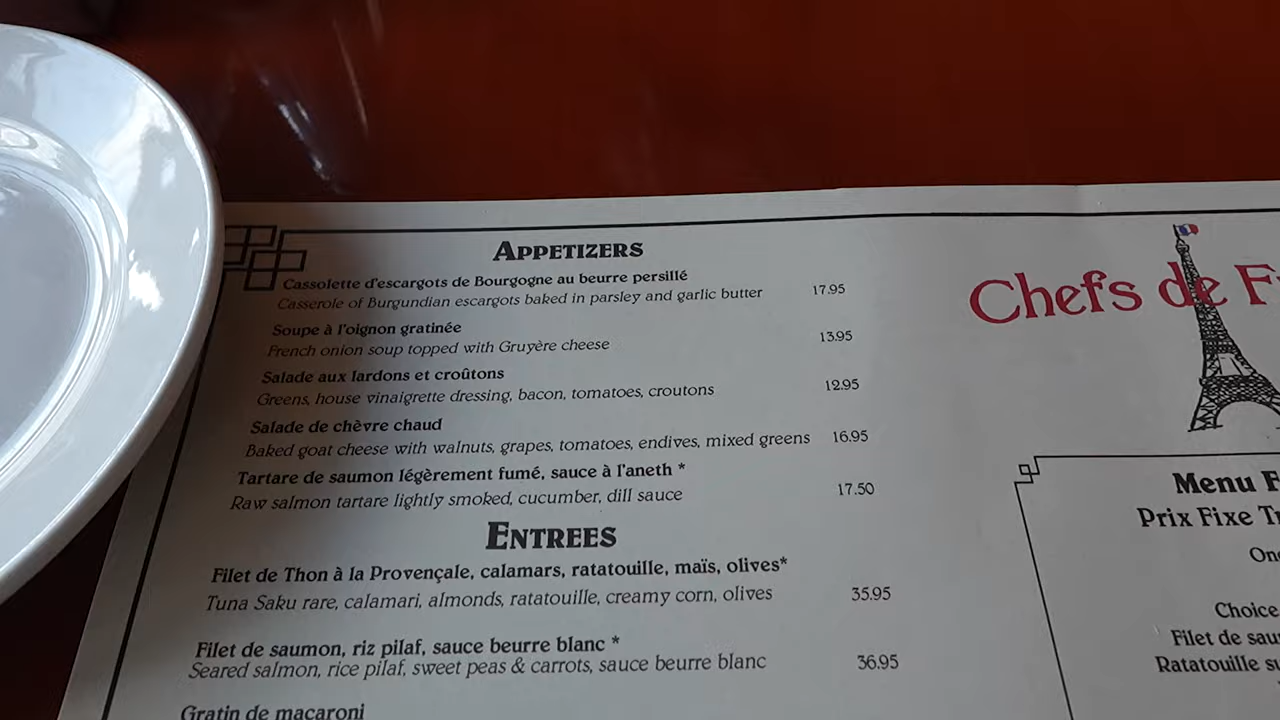 APPETIZERS
Cassolette d'escargots de Bourgogne au beurre persillé
Casserole of Burgundian escargots baked in parsley and garlic butter 17.95
Soupe à l'oignon gratinée
French onion soup topped with Gruyère cheese 13.95
Salade aux lardons et croûtons
Greens, house vinaigrette dressing, bacon, tomatoes, croutons 12.95
Salade de chèvre chaud
Baked goat cheese with walnuts, grapes, tomatoes, endives, mixed greens 16.95
Tartare de saumon légèrement fumé, sauce à l'aneth *
Raw salmon tartare lightly smoked, cucumber, dill sauce 17.50
ENTREES
Filet de Thon à la Provençale, calamars, ratatouille, maïs, olives*
Tuna Saku rare, calamari, almonds, ratatouille, creamy corn, olives 35.95
Filet de saumon, riz pilaf, sauce beurre blanc *
Seared salmon, rice pilaf, sweet peas & carrots, sauce beurre blanc 36.95
Gratin de macaroni
Chefs de
Menu
Prix Fixe
Choice
Filet de
Ratatouille